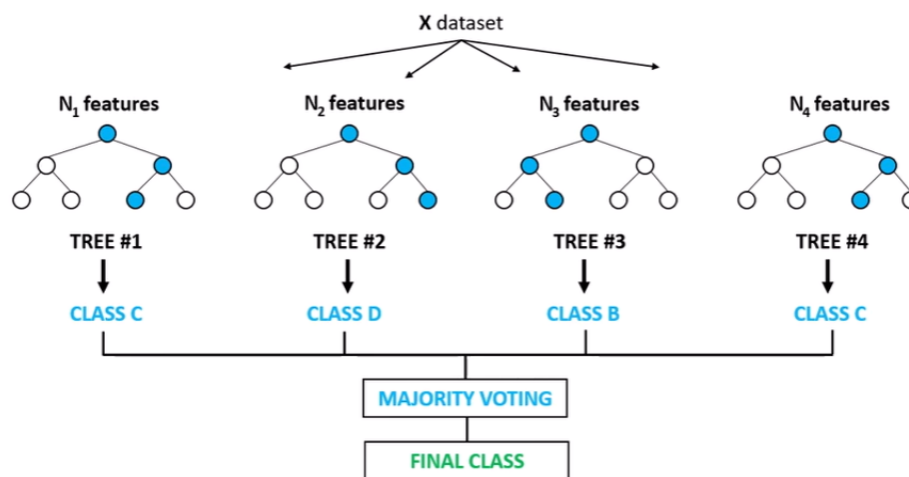 X dataset
N₁ features N₂ features N₃ features N₄ features
TREE #1 TREE #2 TREE #3 TREE #4
CLASS C CLASS D CLASS B CLASS C
MAJORITY VOTING
FINAL CLASS